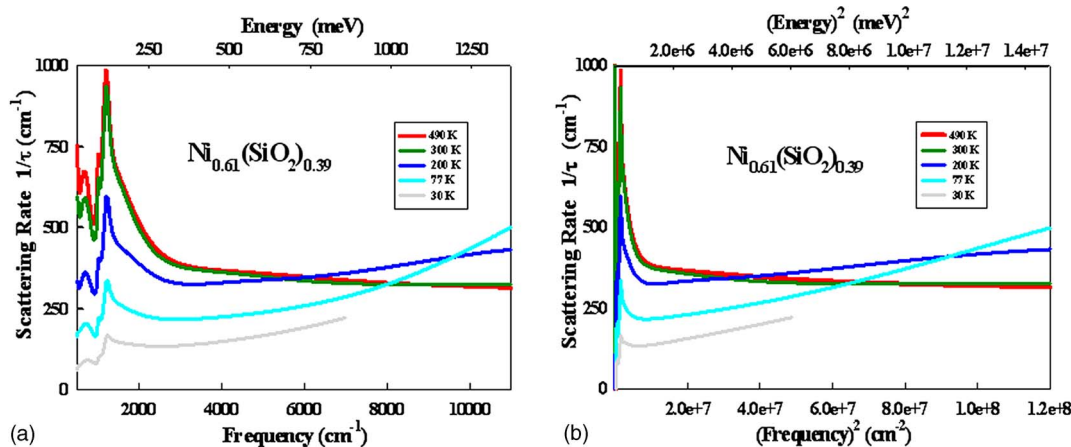 Energy (meV)
250 500 750 1000 1250
1000
750
500
250
0
Scattering Rate 1/τ (cm-1)
Ni0.61(SiO2)0.39
490 K
300 K
200 K
77 K
30 K
2000 4000 6000 8000 10000
(a) Frequency (cm-1)
(Energy)2 (meV)2
2.0e+6 4.0e+6 6.0e+6 8.0e+6 1.0e+7 1.2e+7 1.4e+7
1000
750
500
250
0
Scattering Rate 1/τ (cm-1)
Ni0.61(SiO2)0.39
490 K
300 K
200 K
77 K
30 K
2.0e+7 4.0e+7 6.0e+7 8.0e+7 1.0e+8 1.2e+8
(b) (Frequency)2 (cm-2)